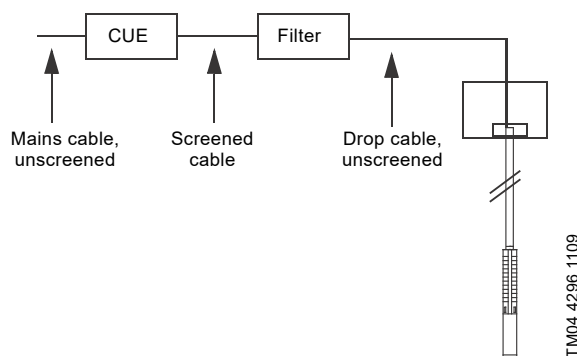 CUE
Filter
Mains cable,
unscreened
Screened
cable
Drop cable,
unscreened
TM04 4296 1109